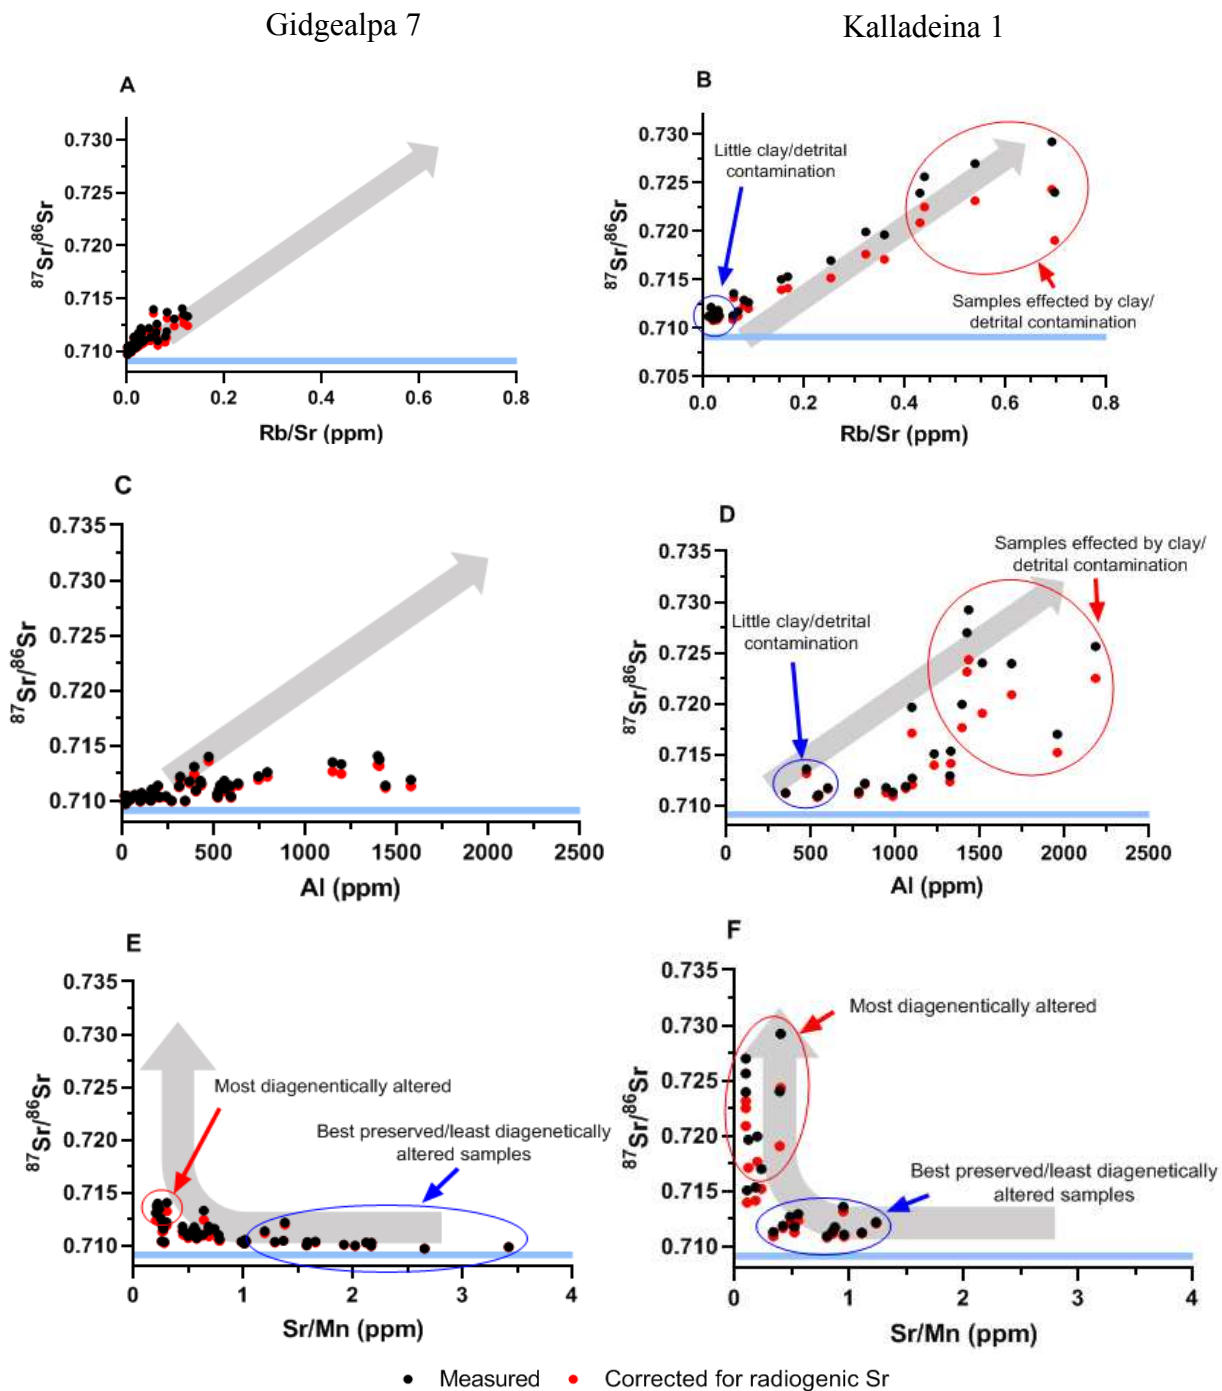 Gidgealpa 7
Kalladeina 1
A
0.730
0.725
0.720
0.715
0.710
87Sr/86Sr
0.0
0.2
0.4
0.6
0.8
Rb/Sr (ppm)
B
0.730
0.725
0.720
0.715
0.710
0.705
87Sr/86Sr
Little clay/detrital
contamination
Samples effected by clay/
detrital contamination
0.0
0.2
0.4
0.6
0.8
Rb/Sr (ppm)
C
0.735
0.730
0.725
0.720
0.715
0.710
87Sr/86Sr
0
500
1000
1500
2000
2500
Al (ppm)
D
0.735
0.730
0.725
0.720
0.715
0.710
87Sr/86Sr
Samples effected by clay/
detrital contamination
Little clay/detrital
contamination
0
500
1000
1500
2000
2500
Al (ppm)
E
0.735
0.730
0.725
0.720
0.715
0.710
87Sr/86Sr
Most diagenentically altered
Best preserved/least diagnetically
altered samples
0
1
2
3
4
Sr/Mn (ppm)
F
0.735
0.730
0.725
0.720
0.715
0.710
87Sr/86Sr
Most diagenentically altered
Best preserved/least diagnetically
altered samples
0
1
2
3
4
Sr/Mn (ppm)
Measured
Corrected for radiogenic Sr